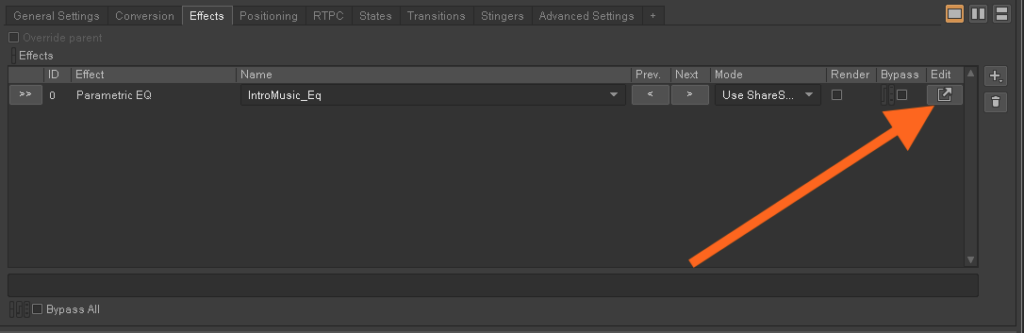 General Settings Conversion Effects Positioning RTPC States Transitions Stingers Advanced Settings +
Override parent
Effects
ID Effect Name Prev. Next Mode Render Bypass Edit
>> 0 Parametric EQ IntroMusic_Eq < > Use ShareS...
Bypass All